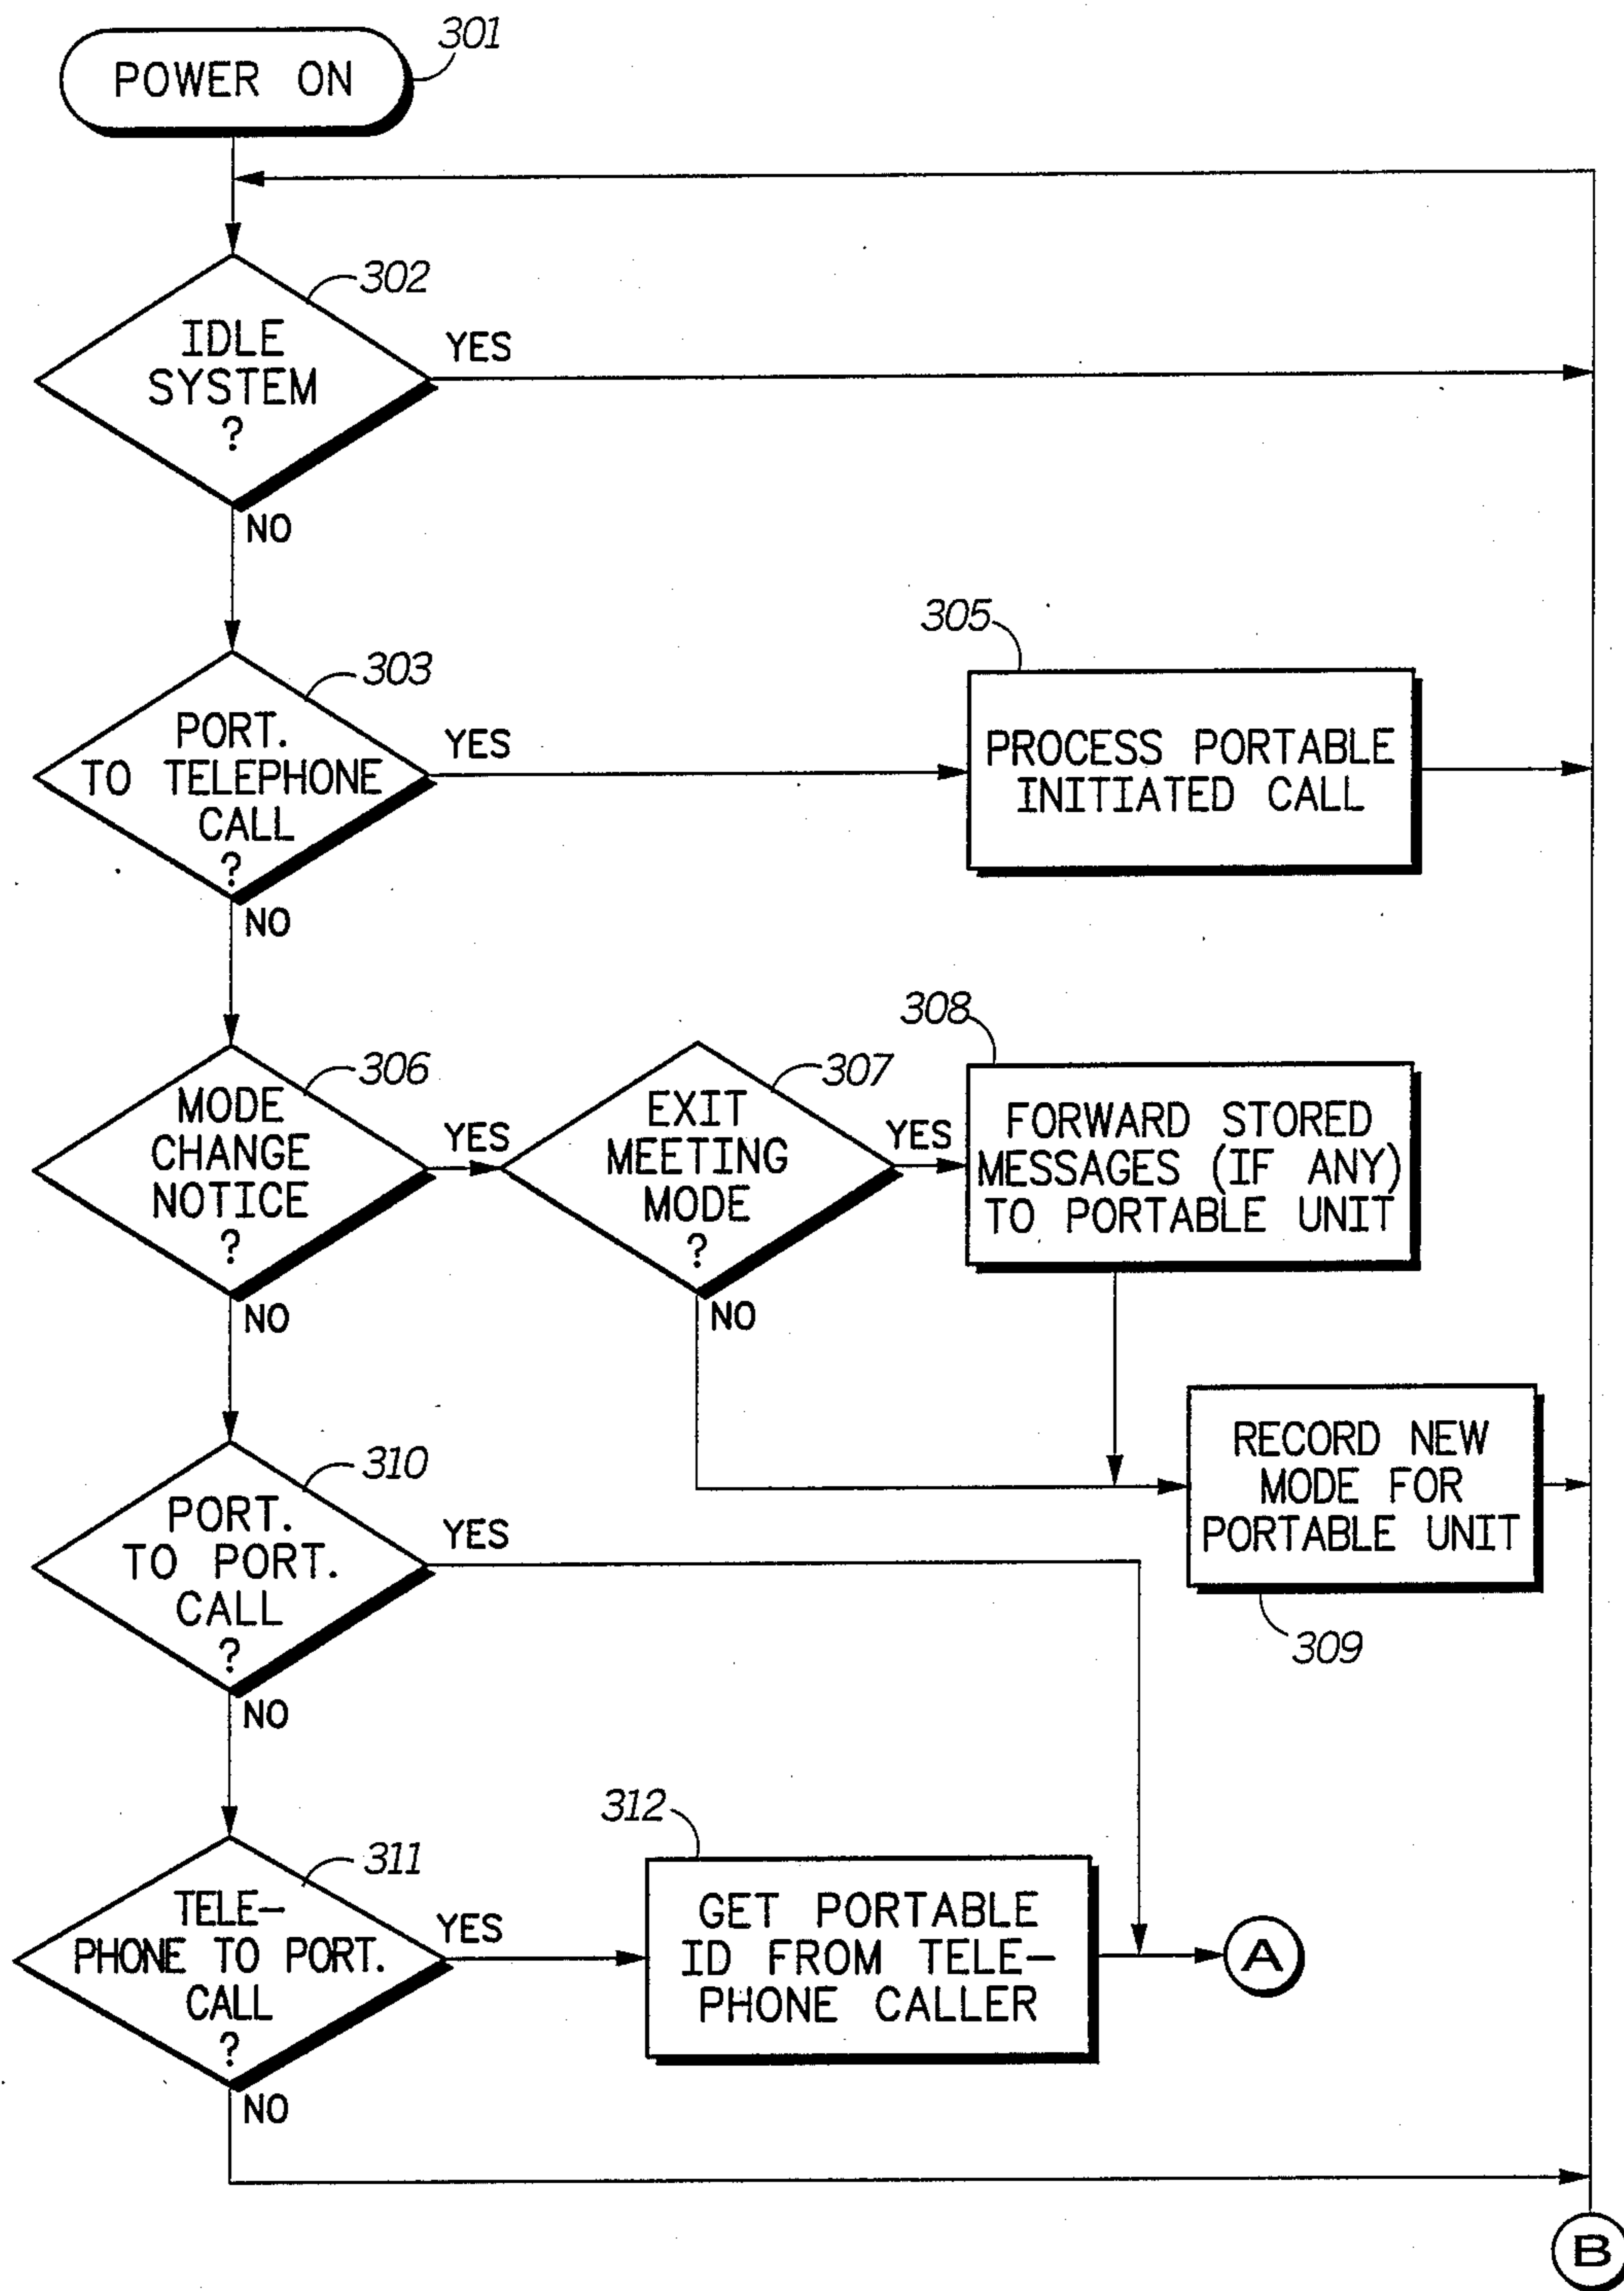 301
POWER ON
302
IDLE
SYSTEM
?
YES
NO
303
PORT.
TO TELEPHONE
CALL
?
YES
NO
305
PROCESS PORTABLE
INITIATED CALL
306
MODE
CHANGE
NOTICE
?
YES
NO
307
EXIT
MEETING
MODE
?
YES
NO
308
FORWARD STORED
MESSAGES (IF ANY)
TO PORTABLE UNIT
RECORD NEW
MODE FOR
PORTABLE UNIT
309
310
PORT.
TO PORT.
CALL
?
YES
NO
311
TELE-
PHONE TO PORT.
CALL
?
YES
NO
312
GET PORTABLE
ID FROM TELE-
PHONE CALLER
A
B